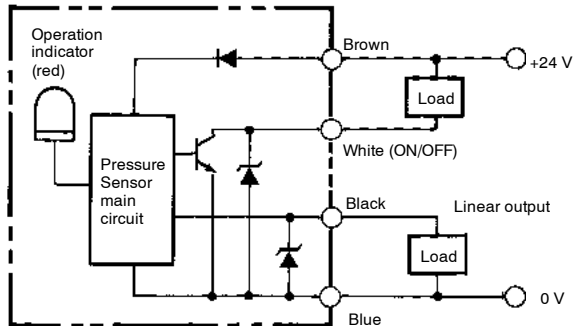 Operation
indicator
(red)
Brown
+24 V
Load
White (ON/OFF)
Pressure
Sensor
main
circuit
Black
Linear output
Load
0 V
Blue